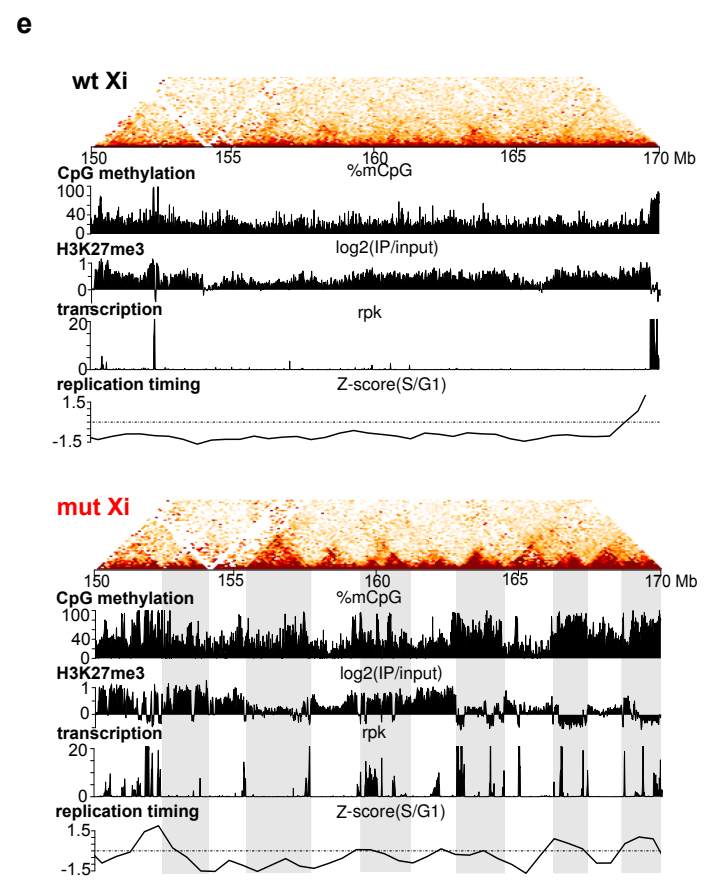 e
wt Xi
150 155 160 165 170 Mb
CpG methylation %mCpG
100
40
0
H3K27me3 log2(IP/input)
1
0
transcription rpk
20
0
replication timing Z-score(S/G1)
1.5
-1.5
mut Xi
150 155 160 165 170 Mb
CpG methylation %mCpG
100
40
0
H3K27me3 log2(IP/input)
1
0
transcription rpk
20
0
replication timing Z-score(S/G1)
1.5
-1.5